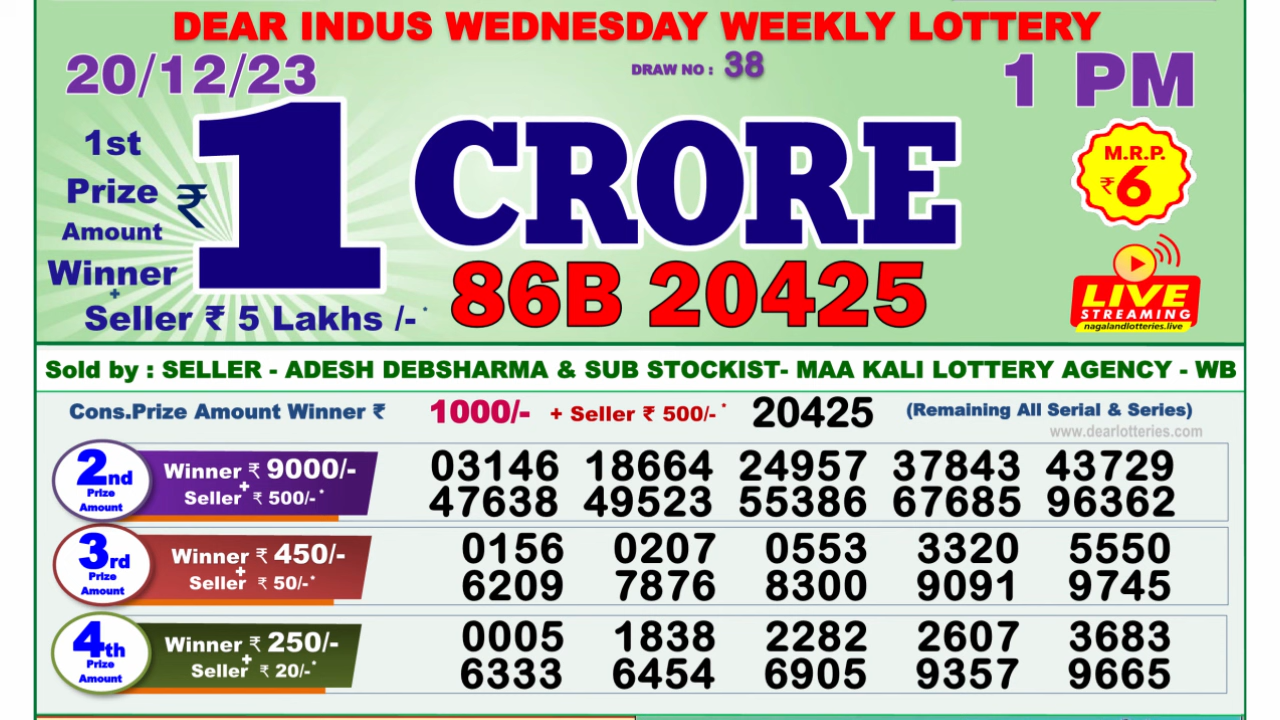 DEAR INDUS WEDNESDAY WEEKLY LOTTERY
20/12/23
DRAW NO : 38
1 PM
1st
Prize
Amount
Winner
+
Seller ₹ 5 Lakhs /-*
₹ 1 CRORE
86B 20425
M.R.P.
₹6
LIVE
STREAMING
nagalandlotteries.live
Sold by : SELLER - ADESH DEBSHARMA & SUB STOCKIST- MAA KALI LOTTERY AGENCY - WB
Cons.Prize Amount Winner ₹ 1000/- + Seller ₹ 500/-* 20425 (Remaining All Serial & Series)
www.dearlotteries.com
2nd
Prize
Amount
Winner ₹ 9000/-
+
Seller ₹ 500/-*
03146 18664 24957 37843 43729
47638 49523 55386 67685 96362
3rd
Prize
Amount
Winner ₹ 450/-
+
Seller ₹ 50/-*
0156 0207 0553 3320 5550
6209 7876 8300 9091 9745
4th
Prize
Amount
Winner ₹ 250/-
+
Seller ₹ 20/-*
0005 1838 2282 2607 3683
6333 6454 6905 9357 9665